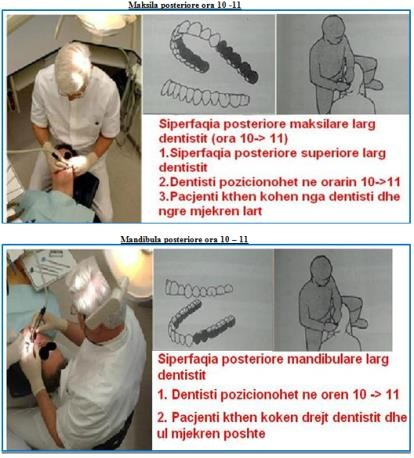 Maksila posteriore ora 10 -11
Siperfaqia posteriore maksilare larg
dentistit (ora 10-> 11)
1.Siperfaqia posteriore superiore larg
dentistit
2.Dentisti pozicionohet ne orarin 10->11
3.Pacjenti kthen kohen nga dentisti dhe
ngre mjekren lart
Mandibula posteriore ora 10 – 11
Siperfaqia posteriore mandibulare larg
dentistit
1. Dentisti pozicionohet ne oren 10 -> 11
2. Pacjenti kthen koken drejt dentistit dhe
ul mjekren poshte